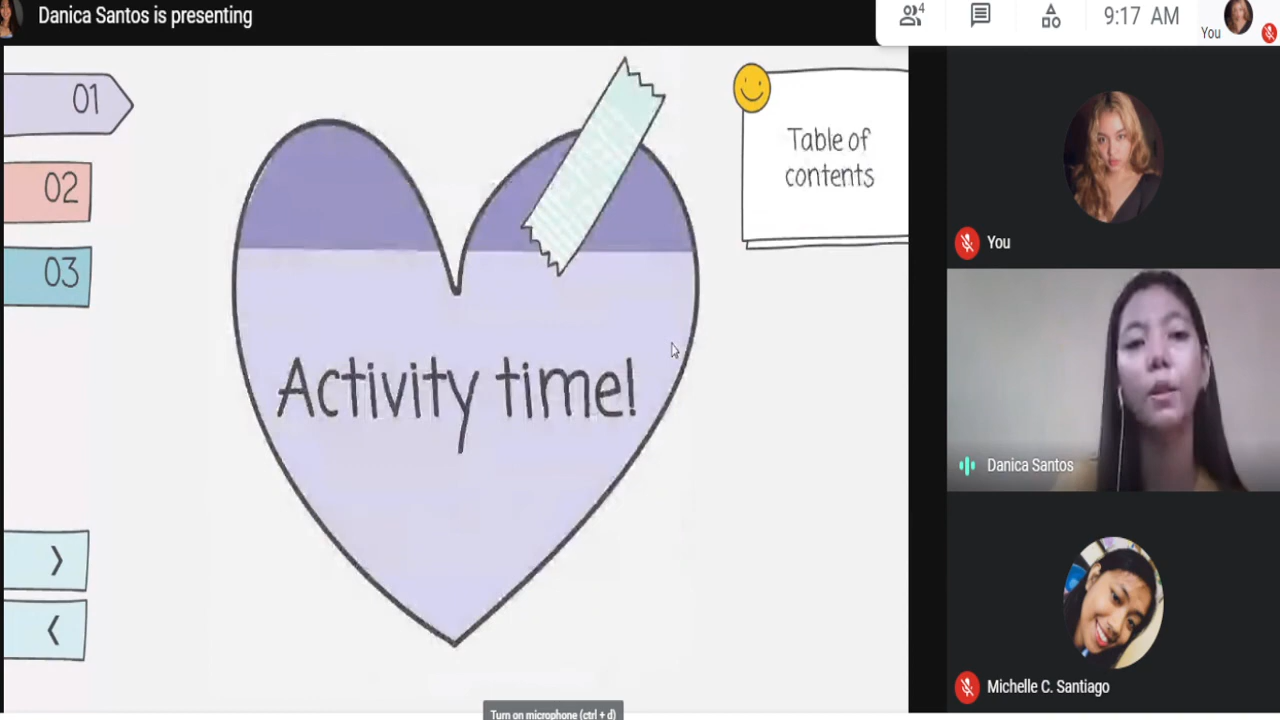 Danica Santos is presenting
4
9:17 AM
You
01
02
03
Table of
contents
Activity time!
You
Danica Santos
Michelle C. Santiago
Turn on microphone (ctrl + d)